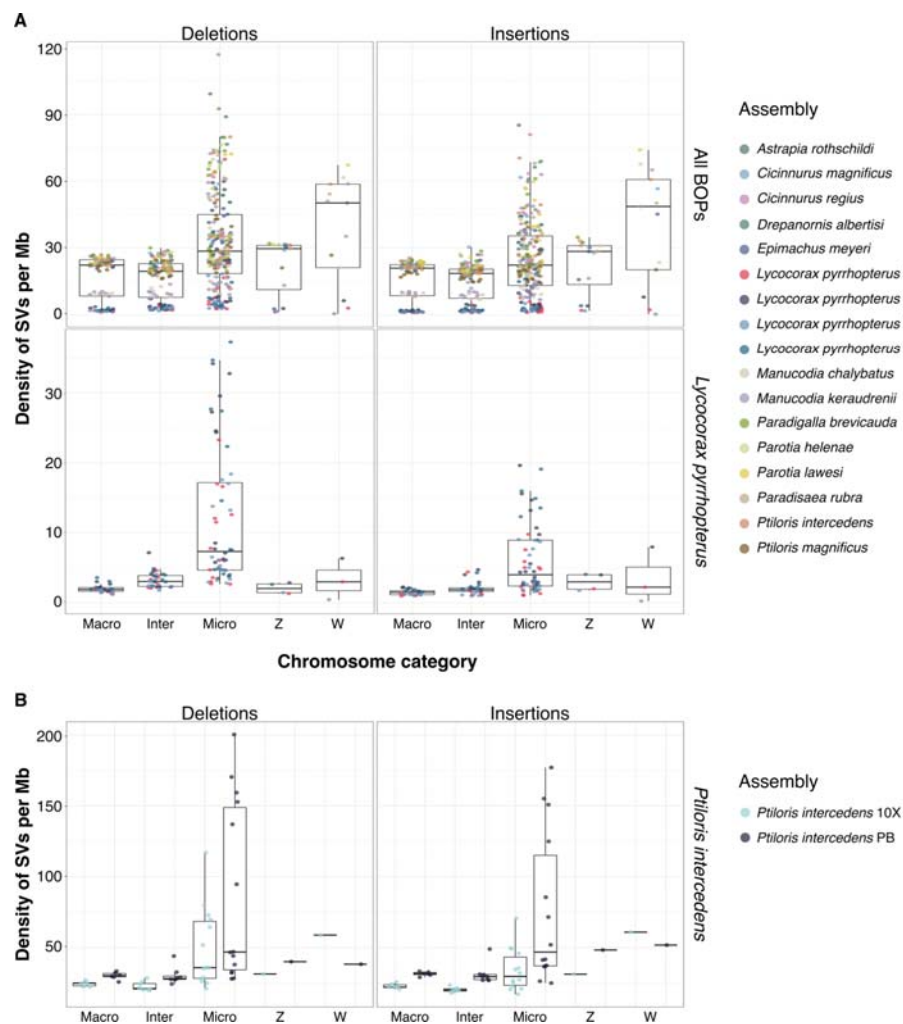 A
Deletions
Insertions
Density of SVs per Mb
120
90
60
30
0
All BOPs
30
20
10
0
Lycocorax pyrrhopterus
Macro
Inter
Micro
Z
W
Macro
Inter
Micro
Z
W
Chromosome category
Assembly
Astrapia rothschildi
Cicinnurus magnificus
Cicinnurus regius
Drepanornis albertisi
Epimachus meyeri
Lycocorax pyrrhopterus
Lycocorax pyrrhopterus
Lycocorax pyrrhopterus
Lycocorax pyrrhopterus
Manucodia chalybatus
Manucodia keraudrenii
Paradigalla brevicauda
Parotia helenae
Parotia lawesi
Paradisaea rubra
Ptiloris intercedens
Ptiloris magnificus
B
Deletions
Insertions
Density of SVs per Mb
200
150
100
50
Ptiloris intercedens
Macro
Inter
Micro
Z
W
Macro
Inter
Micro
Z
W
Assembly
Ptiloris intercedens 10X
Ptiloris intercedens PB